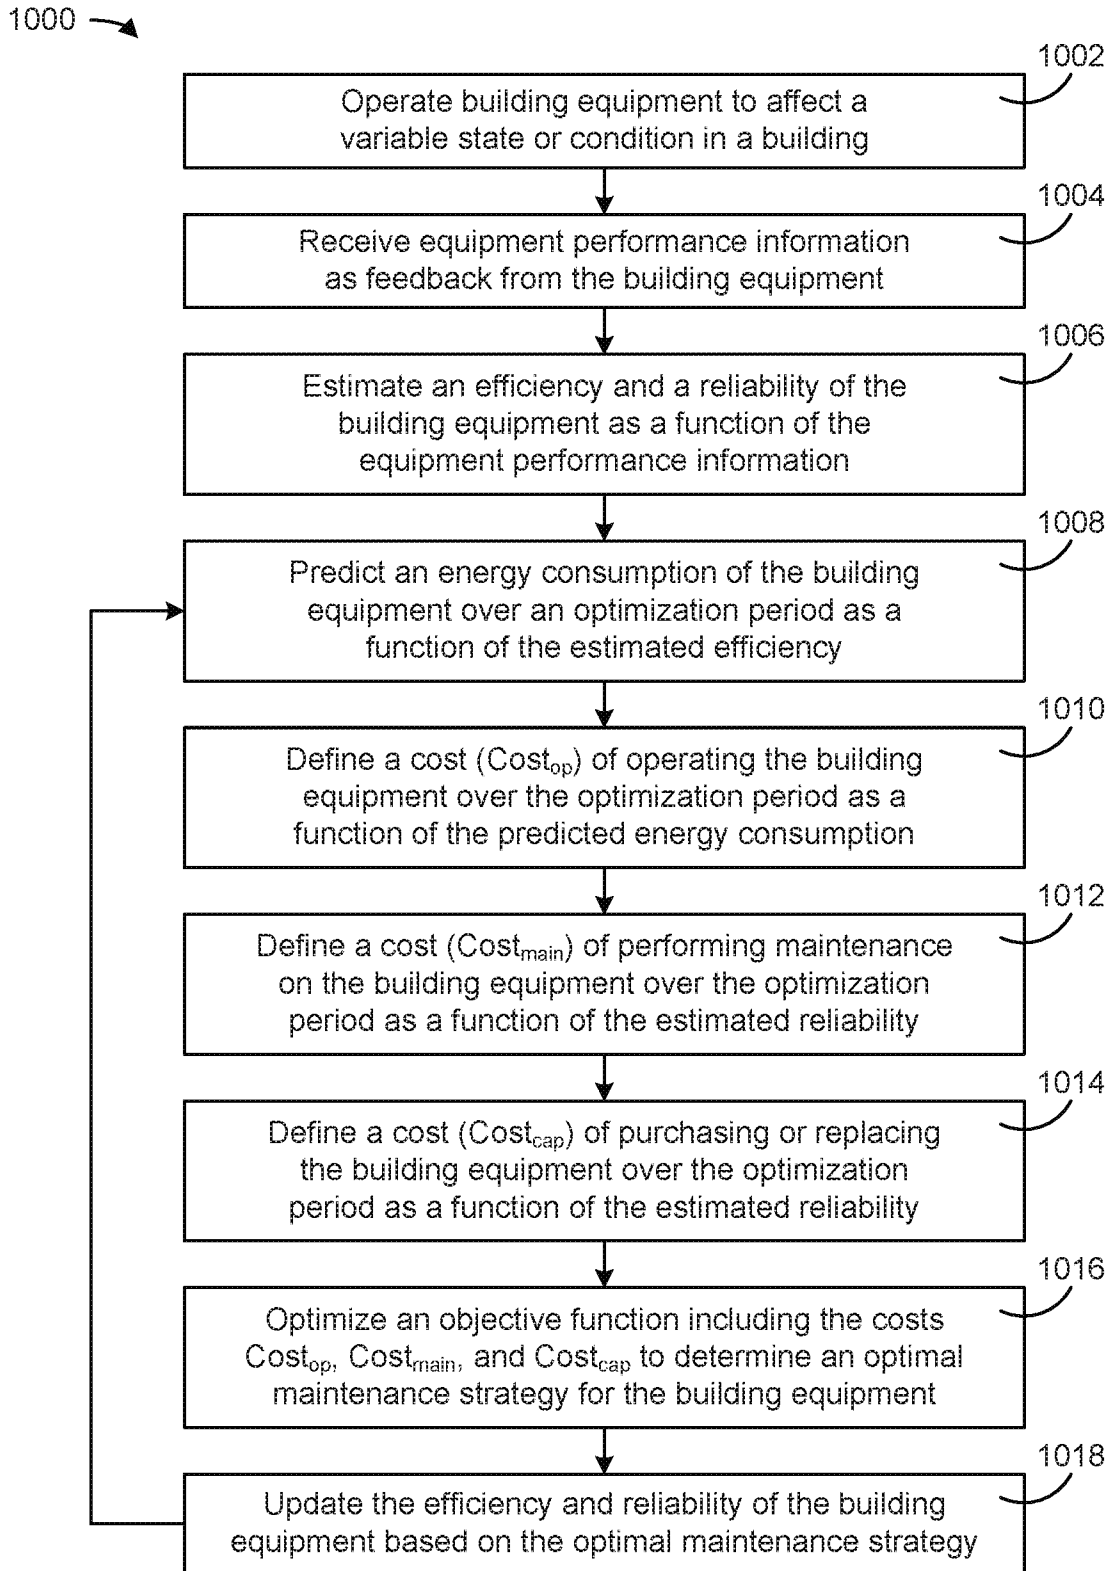 1000
1002
Operate building equipment to affect a
variable state or condition in a building
1004
Receive equipment performance information
as feedback from the building equipment
1006
Estimate an efficiency and a reliability of the
building equipment as a function of the
equipment performance information
1008
Predict an energy consumption of the building
equipment over an optimization period as a
function of the estimated efficiency
1010
Define a cost (Cost_op) of operating the building
equipment over the optimization period as a
function of the predicted energy consumption
1012
Define a cost (Cost_main) of performing maintenance
on the building equipment over the optimization
period as a function of the estimated reliability
1014
Define a cost (Cost_cap) of purchasing or replacing
the building equipment over the optimization
period as a function of the estimated reliability
1016
Optimize an objective function including the costs
Cost_op, Cost_main, and Cost_cap to determine an optimal
maintenance strategy for the building equipment
1018
Update the efficiency and reliability of the building
equipment based on the optimal maintenance strategy